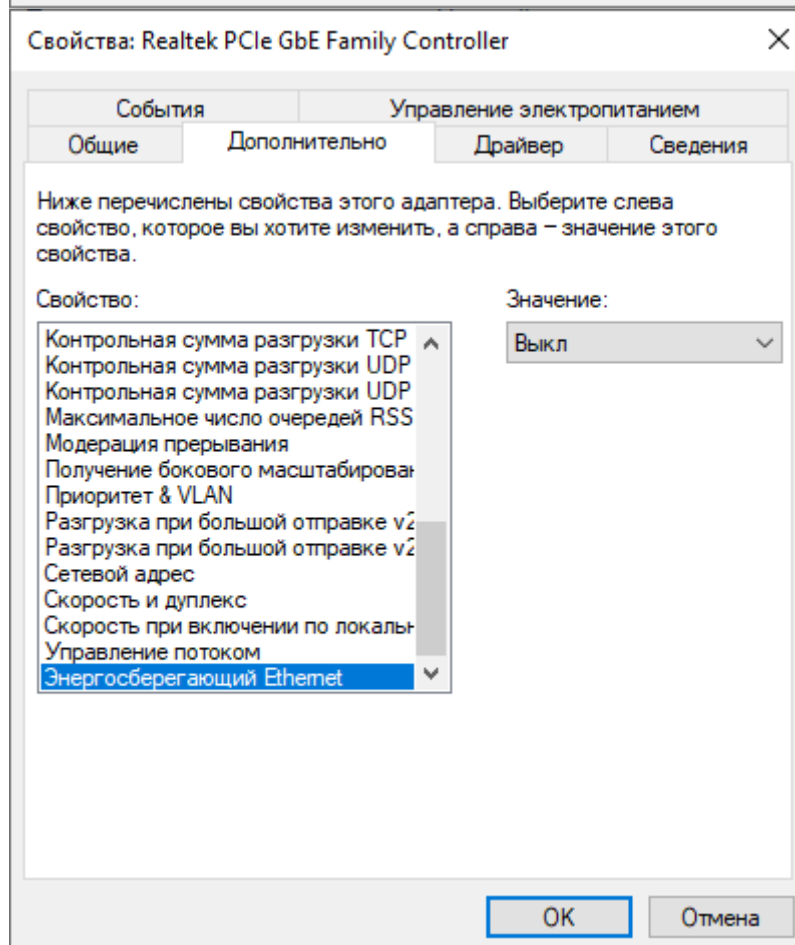 Свойства: Realtek PCIe GbE Family Controller
События
Управление электропитанием
Общие
Дополнительно
Драйвер
Сведения
Ниже перечислены свойства этого адаптера. Выберите слева
свойство, которое вы хотите изменить, а справа – значение этого
свойства.
Свойство:
Значение:
Контрольная сумма разгрузки TCP
Контрольная сумма разгрузки UDP
Контрольная сумма разгрузки UDP
Максимальное число очередей RSS
Модерация прерывания
Получение бокового масштабирован
Приоритет & VLAN
Разгрузка при большой отправке v2
Разгрузка при большой отправке v2
Сетевой адрес
Скорость и дуплекс
Скорость при включении по локальн
Управление потоком
Энергосберегающий Ethernet
Выкл
OK
Отмена